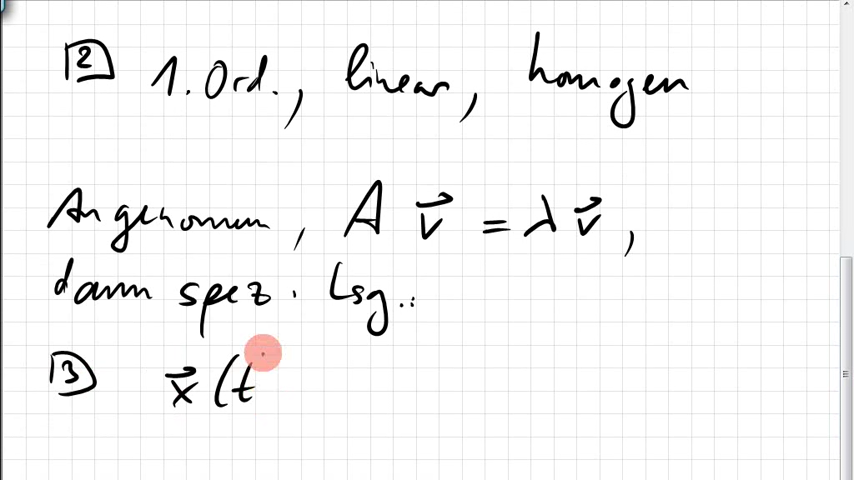 2 1. Ord., linear, homogen
Angenommen, A v⃗ = λ v⃗,
dann spez. Lsg.:
3 x⃗ (t